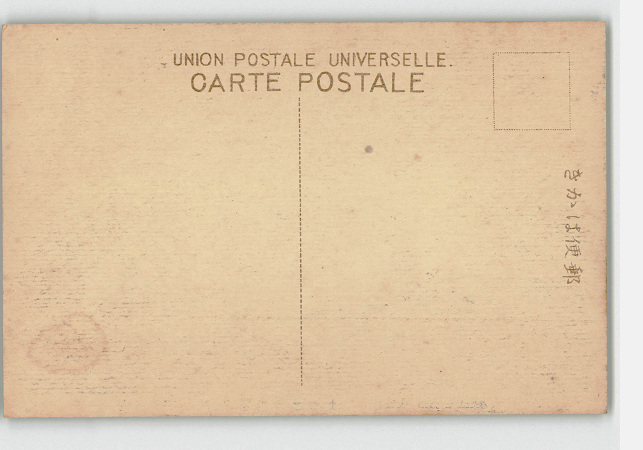 UNION POSTALE UNIVERSELLE.
CARTE POSTALE
きかは便郵